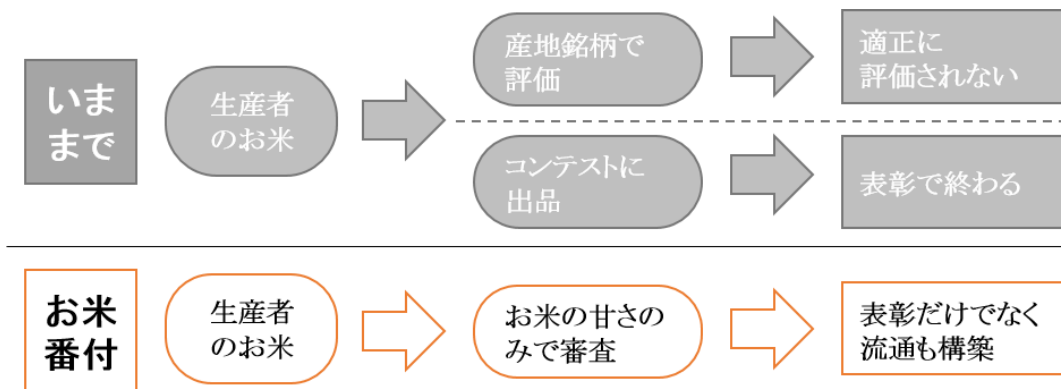 いま
まで
生産者
のお米
産地銘柄で
評価
適正に
評価されない
コンテストに
出品
表彰で終わる
お米
番付
生産者
のお米
お米の甘さの
みで審査
表彰だけでなく
流通も構築